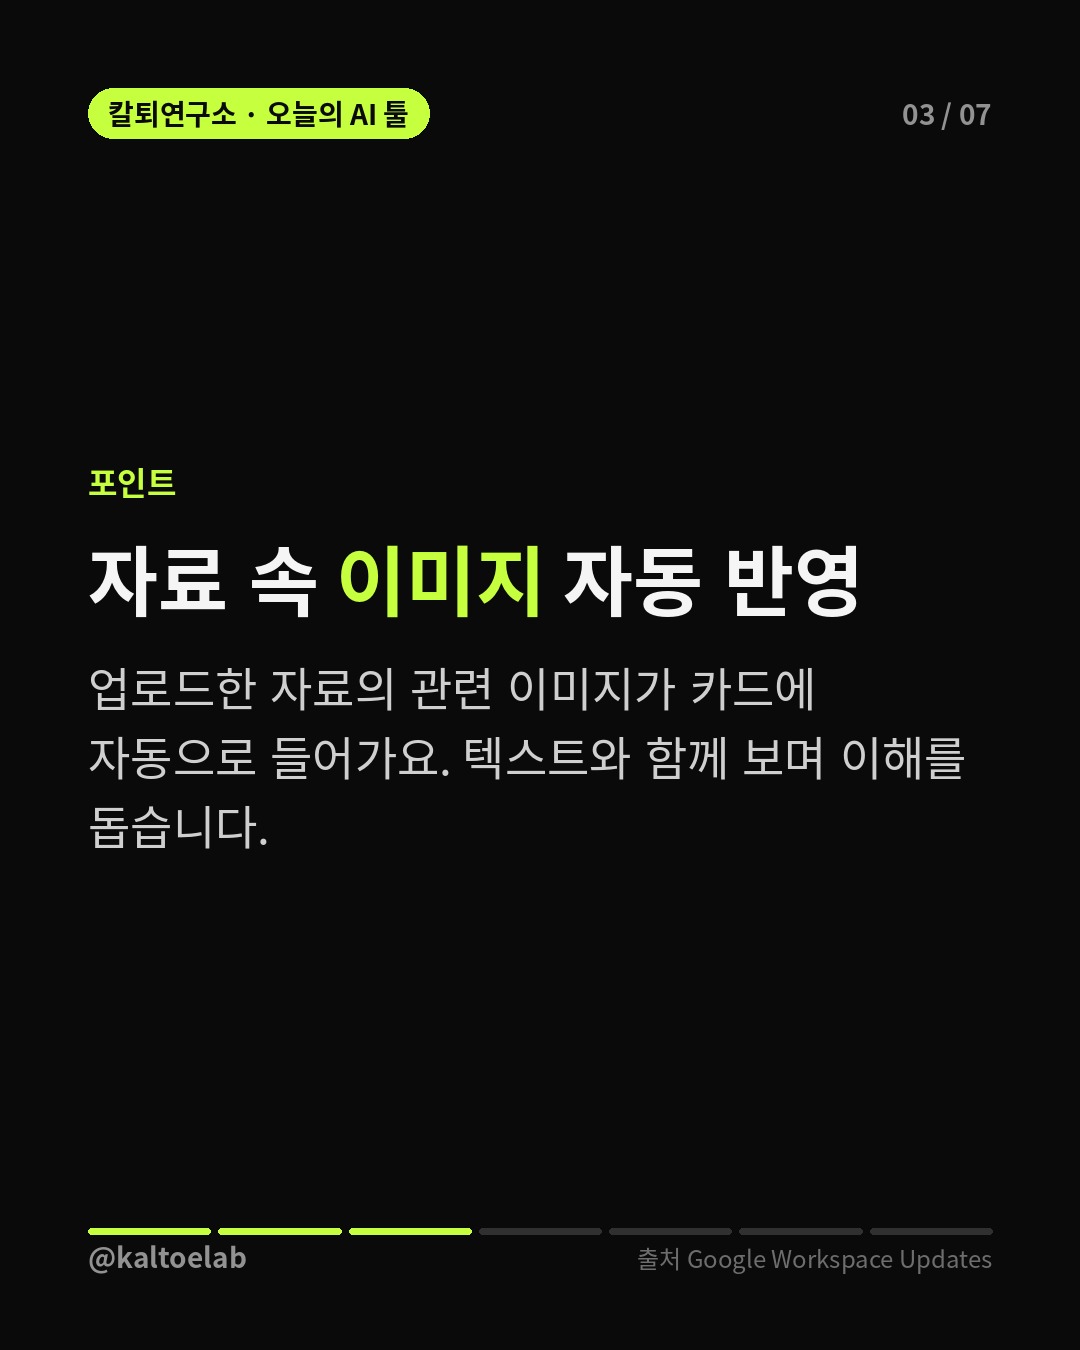 칼퇴연구소 · 오늘의 AI 툴
03 / 07
포인트
자료 속 이미지 자동 반영
업로드한 자료의 관련 이미지가 카드에
자동으로 들어가요. 텍스트와 함께 보며 이해를
돕습니다.
@kaltoelab
출처 Google Workspace Updates